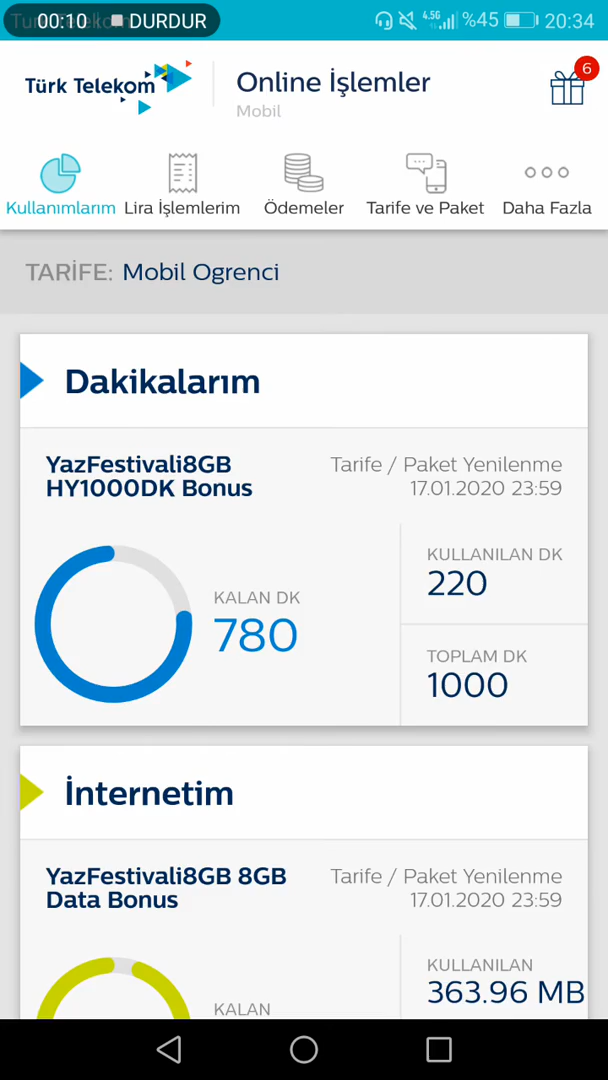 00:10 DURDUR
4.5G %45 20:34
Türk Telekom
Online İşlemler
Mobil
6
Kullanımlarım Lira İşlemlerim Ödemeler Tarife ve Paket Daha Fazla
TARİFE: Mobil Ogrenci
Dakikalarım
YazFestivali8GB
HY1000DK Bonus
Tarife / Paket Yenilenme
17.01.2020 23:59
KALAN DK
780
KULLANILAN DK
220
TOPLAM DK
1000
İnternetim
YazFestivali8GB 8GB
Data Bonus
Tarife / Paket Yenilenme
17.01.2020 23:59
KALAN
KULLANILAN
363.96 MB